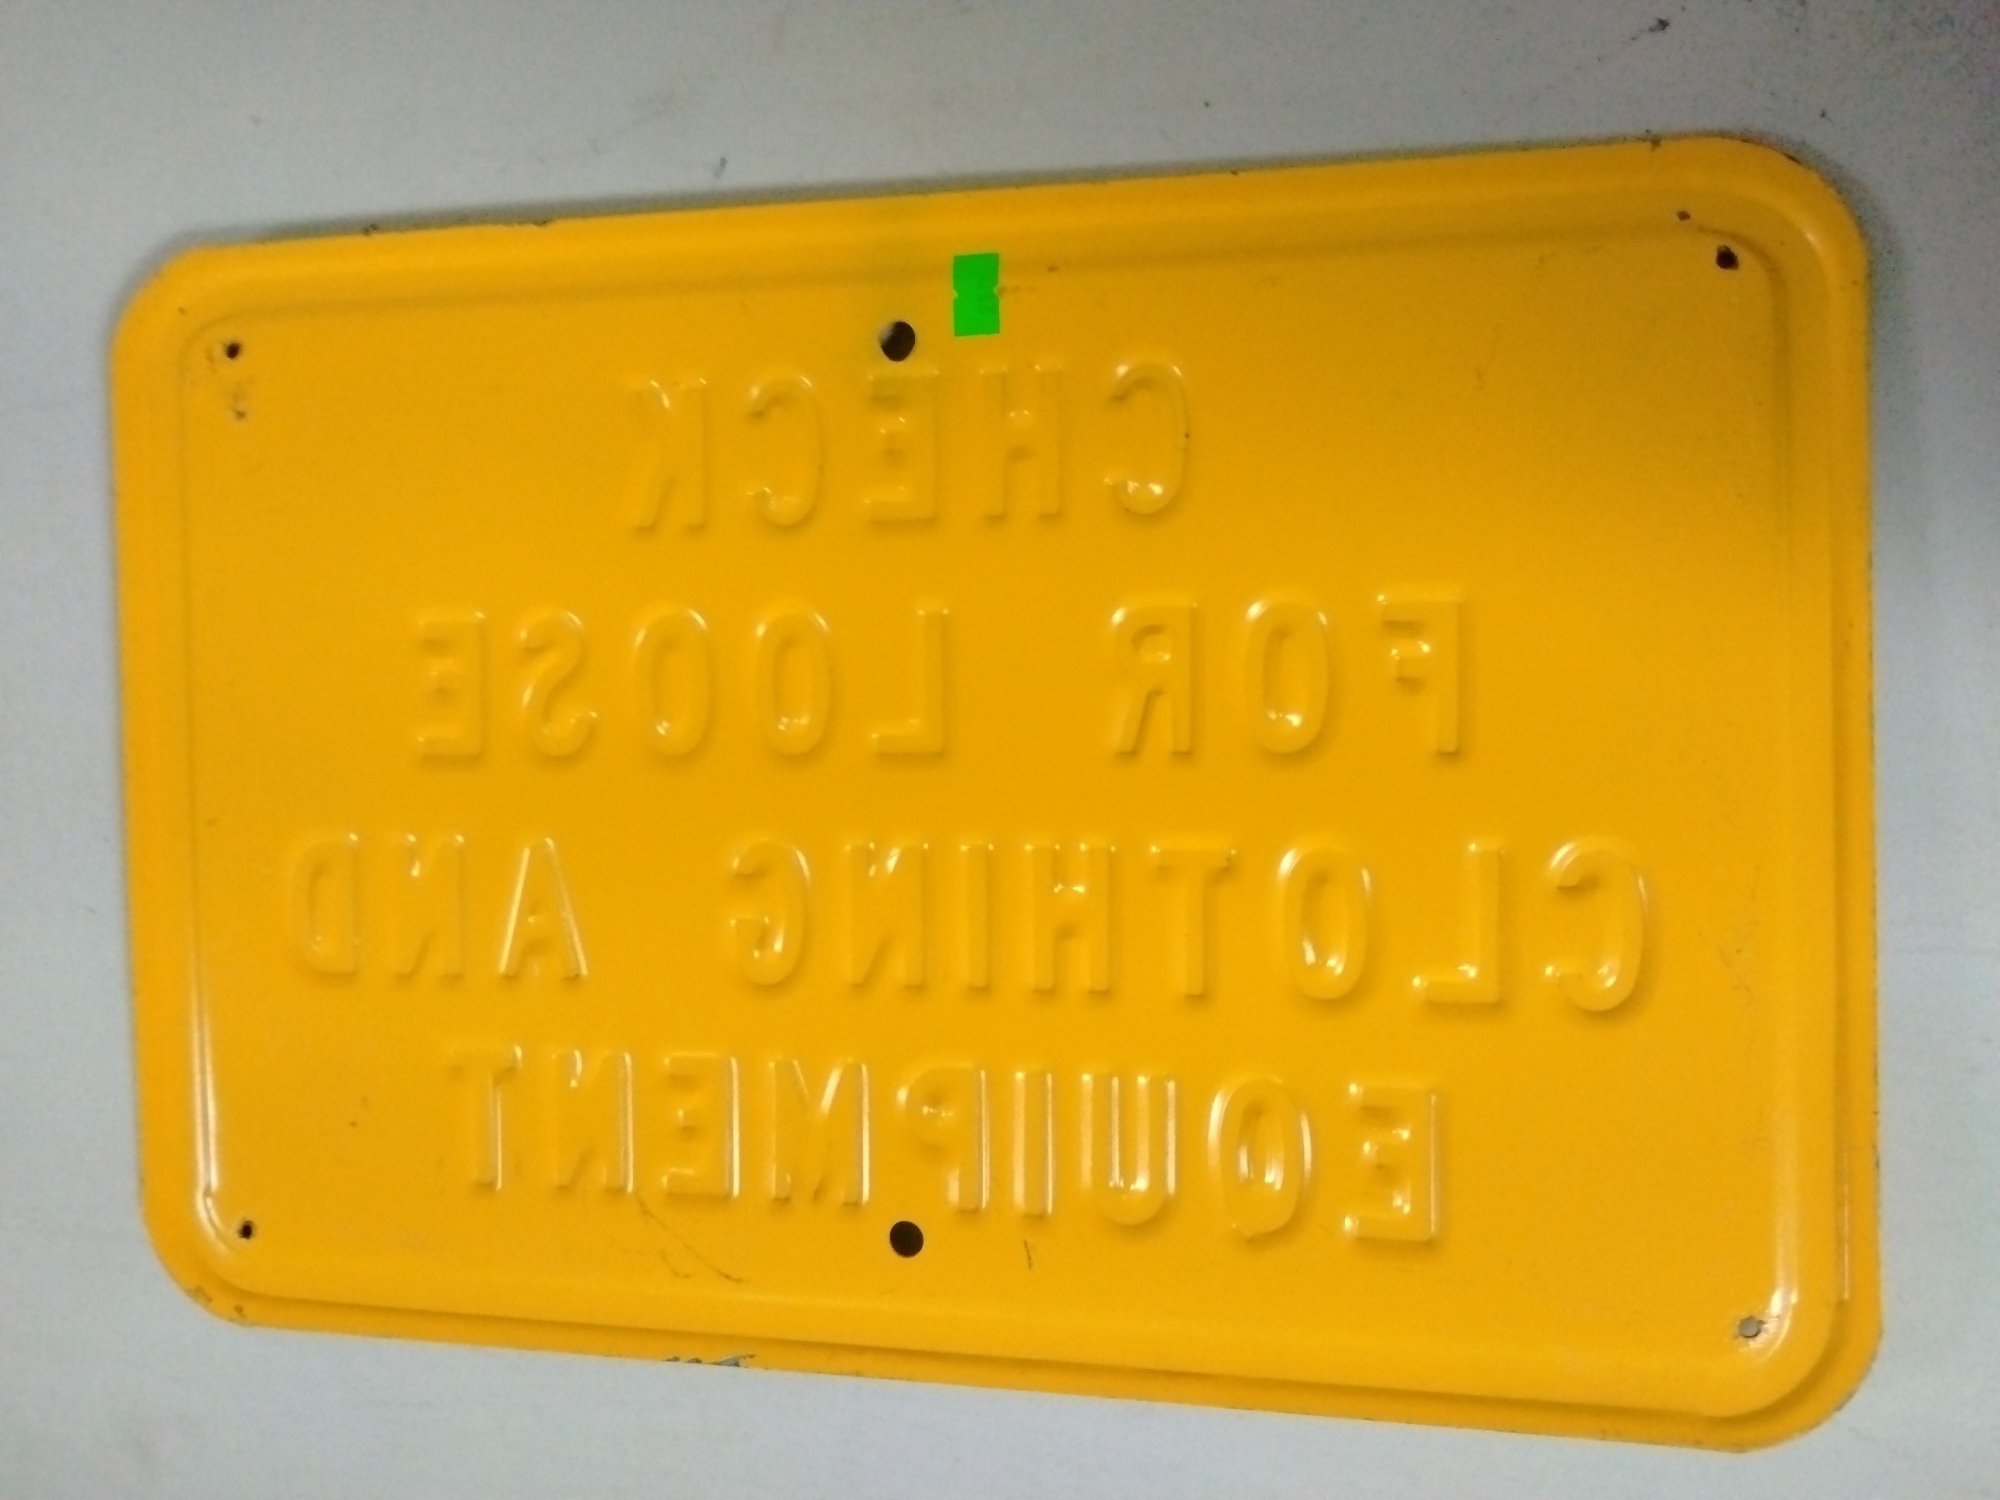 CHECK
FOR LOOSE
CLOTHING AND
EQUIPMENT